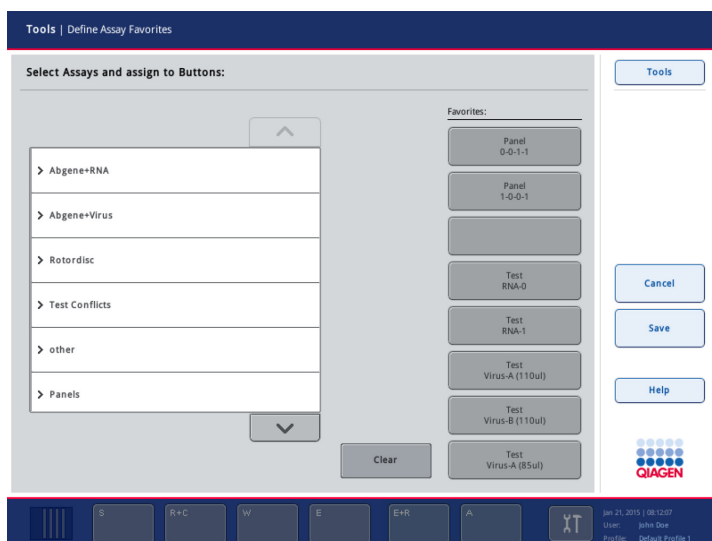 Tools | Define Assay Favorites
Select Assays and assign to Buttons:
Tools
Favorites:
Panel
0-0-1-1
Panel
1-0-0-1
Test
RNA-0
Test
RNA-1
Test
Virus-A (110ul)
Test
Virus-B (110ul)
Test
Virus-A (85ul)
Abgene+RNA
Abgene+Virus
Rotordisc
Test Conflicts
other
Panels
Clear
Cancel
Save
Help
QIAGEN
S
R+C
W
E
E+R
A
Jan 21, 2015 | 08:12:07
User: John Doe
Profile: Default Profile 1